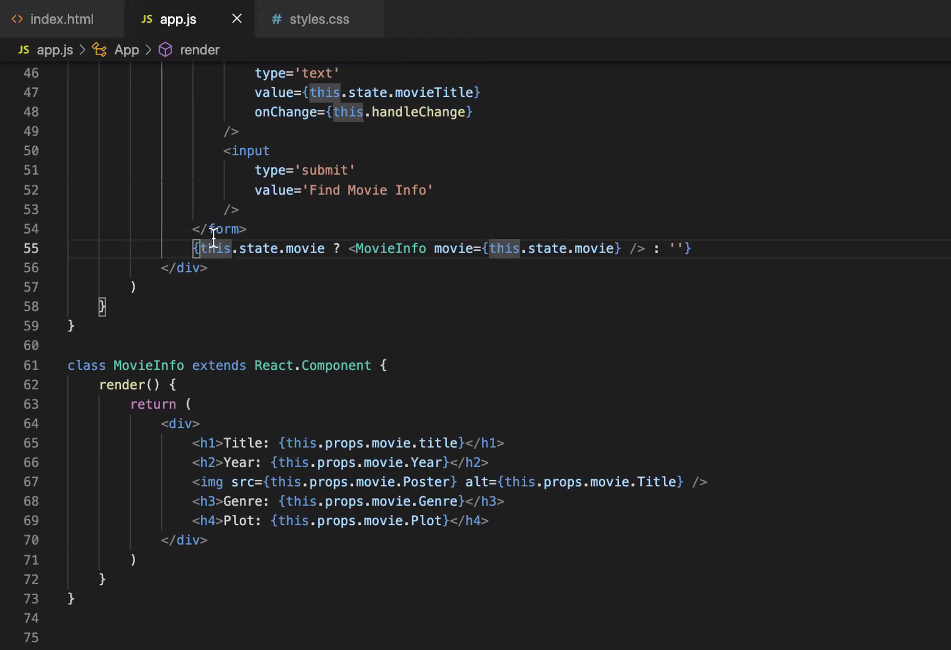 index.html JS app.js × # styles.css
JS app.js > App > render
46 type='text'
47 value={this.state.movieTitle}
48 onChange={this.handleChange}
49 />
50 <input
51 type='submit'
52 value='Find Movie Info'
53 />
54 </form>
55 {this.state.movie ? <MovieInfo movie={this.state.movie} /> : ''}
56 </div>
57 )
58 }
59 }
60
61 class MovieInfo extends React.Component {
62 render() {
63 return (
64 <div>
65 <h1>Title: {this.props.movie.title}</h1>
66 <h2>Year: {this.props.movie.Year}</h2>
67 <img src={this.props.movie.Poster} alt={this.props.movie.Title} />
68 <h3>Genre: {this.props.movie.Genre}</h3>
69 <h4>Plot: {this.props.movie.Plot}</h4>
70 </div>
71 )
72 }
73 }
74
75